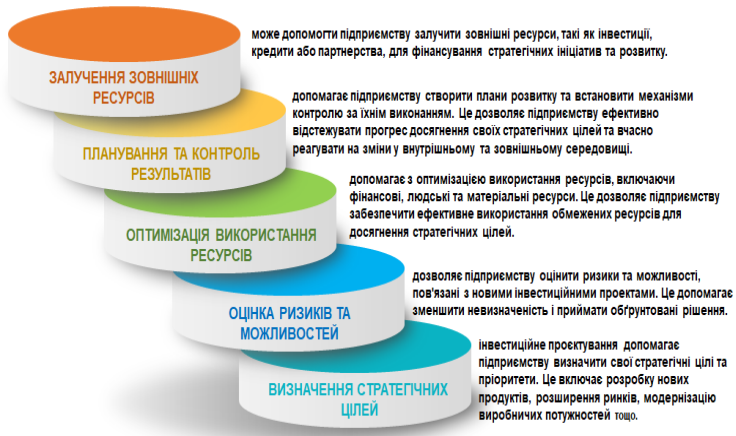 ЗАЛУЧЕННЯ ЗОВНІШНІХ
РЕСУРСІВ
може допомогти підприємству залучити зовнішні ресурси, такі як інвестиції,
кредити або партнерства, для фінансування стратегічних ініціатив та розвитку.
ПЛАНУВАННЯ ТА КОНТРОЛЬ
РЕЗУЛЬТАТІВ
допомагає підприємству створити плани розвитку та встановити механізми
контролю за їхнім виконанням. Це дозволяє підприємству ефективно
відстежувати прогрес досягнення своїх стратегічних цілей та вчасно
реагувати на зміни у внутрішньому та зовнішньому середовищі.
ОПТИМІЗАЦІЯ ВИКОРИСТАННЯ
РЕСУРСІВ
допомагає з оптимізацією використання ресурсів, включаючи
фінансові, людські та матеріальні ресурси. Це дозволяє підприємству
забезпечити ефективне використання обмежених ресурсів для
досягнення стратегічних цілей.
ОЦІНКА РИЗИКІВ ТА
МОЖЛИВОСТЕЙ
дозволяє підприємству оцінити ризики та можливості,
пов'язані з новими інвестиційними проектами. Це допомагає
зменшити невизначеність і приймати обґрунтовані рішення.
ВИЗНАЧЕННЯ СТРАТЕГІЧНИХ
ЦІЛЕЙ
інвестиційне проєктування допомагає
підприємству визначити свої стратегічні цілі та
пріоритети. Це включає розробку нових
продуктів, розширення ринків, модернізацію
виробничих потужностей тощо.